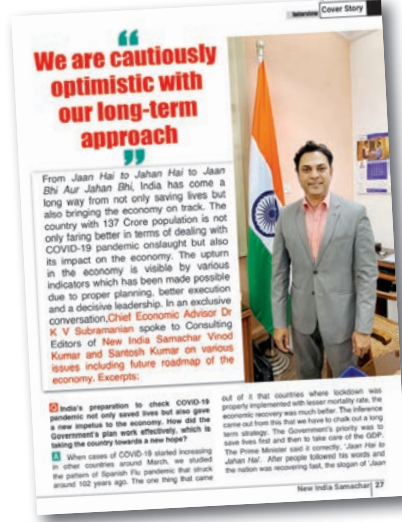 Interview Cover Story
“
We are cautiously
optimistic with
our long-term
approach
”
From Jaan Hai to Jahan Hai to Jaan
Bhi Aur Jahan Bhi, India has come a
long way from not only saving lives but
also bringing the economy on track. The
country with 137 Crore population is not
only faring better in terms of dealing with
COVID-19 pandemic onslaught but also
its impact on the economy. The upturn
in the economy is visible by various
indicators which has been made possible
due to proper planning, better execution
and a decisive leadership. In an exclusive
conversation,Chief Economic Advisor Dr
K V Subramanian spoke to Consulting
Editors of New India Samachar Vinod
Kumar and Santosh Kumar on various
issues including future roadmap of the
economy. Excerpts:
Q India's preparation to check COVID-19
pandemic not only saved lives but also gave
a new impetus to the economy. How did the
Government's plan work effectively, which is
taking the country towards a new hope?
A When cases of COVID-19 started increasing
in other countries around March, we studied
the pattern of Spanish Flu pandemic that struck
around 102 years ago. The one thing that came
out of it that countries where lockdown was
properly implemented with lesser mortality rate, the
economic recovery was much better. The inference
came out from this that we have to chalk out a long
term strategy. The Government's priority was to
save lives first and then to take care of the GDP.
The Prime Minister said it correctly, 'Jaan Hai to
Jahan Hai'. After people followed his words and
the nation was recovering fast, the slogan of 'Jaan
New India Samachar 27